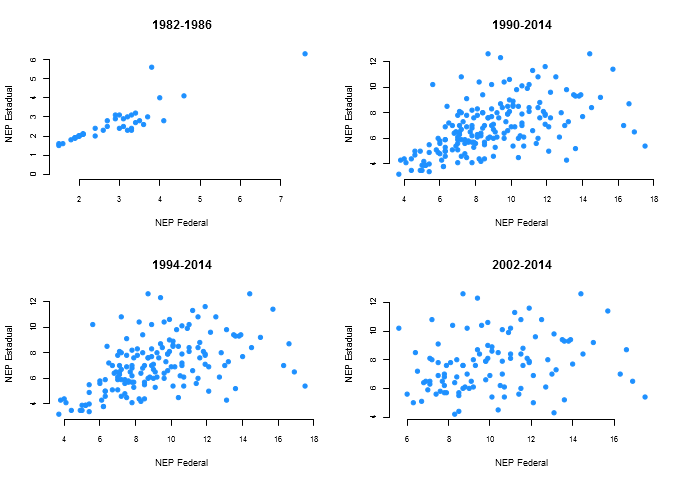 1982-1986
NEP Estadual
0 1 2 3 4 5 6
2 3 4 5 6 7
NEP Federal
1990-2014
NEP Estadual
4 6 8 10 12
4 6 8 10 12 14 16 18
NEP Federal
1994-2014
NEP Estadual
4 6 8 10 12
4 6 8 10 12 14 16 18
NEP Federal
2002-2014
NEP Estadual
4 6 8 10 12
6 8 10 12 14 16
NEP Federal